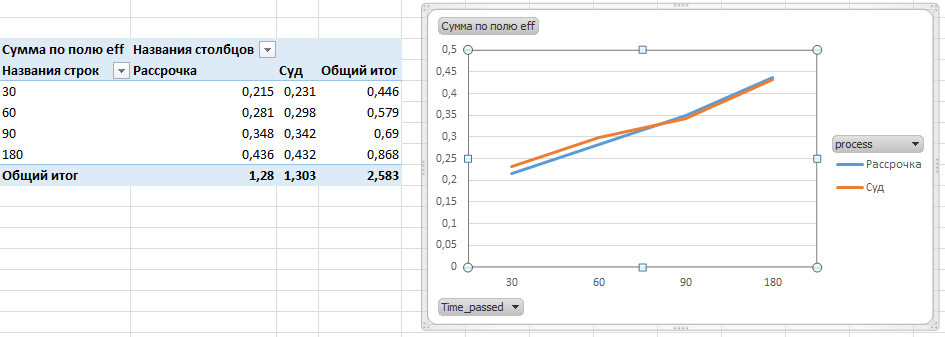 Сумма по полю eff Названия столбцов
Названия строк Рассрочка Суд Общий итог
30 0,215 0,231 0,446
60 0,281 0,298 0,579
90 0,348 0,342 0,69
180 0,436 0,432 0,868
Общий итог 1,28 1,303 2,583
Сумма по полю eff
0,5
0,45
0,4
0,35
0,3
0,25
0,2
0,15
0,1
0,05
0
30 60 90 180
process
Рассрочка
Суд
Time_passed